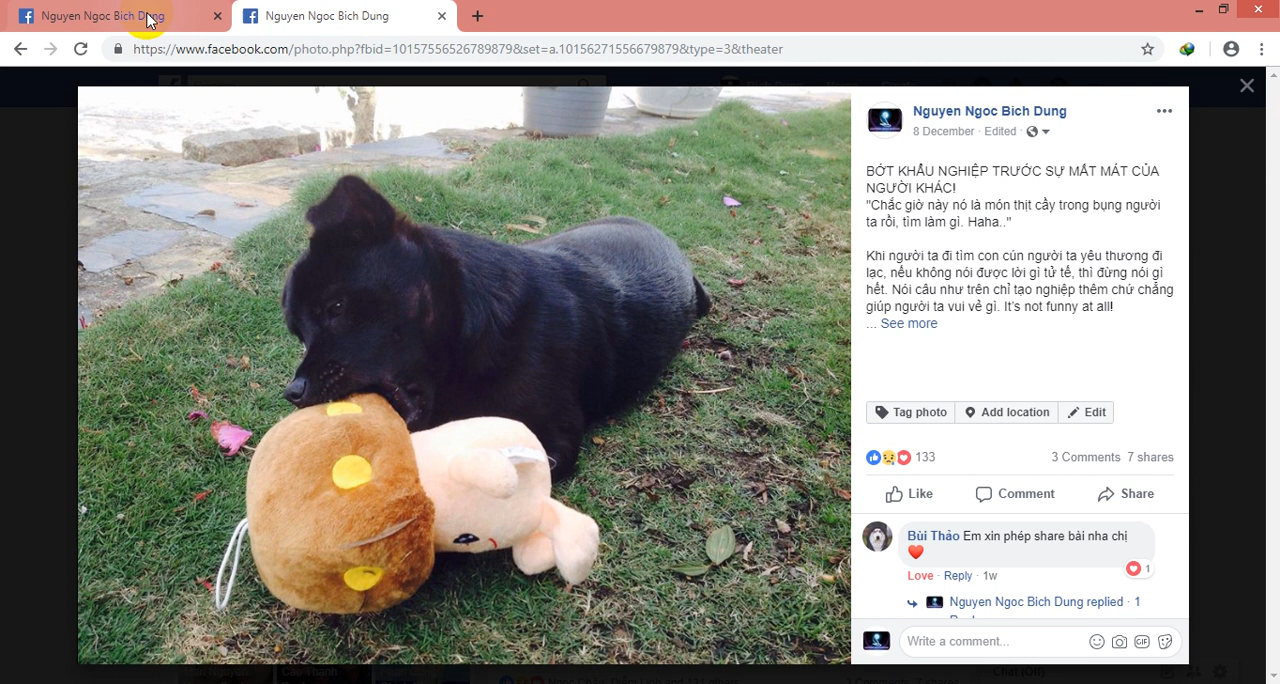 Nguyen Ngoc Bich Dung
Nguyen Ngoc Bich Dung
https://www.facebook.com/photo.php?fbid=10157556526789879&set=a.10156271556679879&type=3&theater
Nguyen Ngoc Bich Dung
8 December · Edited ·
BỚT KHẨU NGHIỆP TRƯỚC SỰ MẤT MÁT CỦA
NGƯỜI KHÁC!
"Chắc giờ này nó là món thịt cầy trong bụng người
ta rồi, tìm làm gì. Haha.."
Khi người ta đi tìm con cún người ta yêu thương đi
lạc, nếu không nói được lời gì tử tế, thì đừng nói gì
hết. Nói câu như trên chỉ tạo nghiệp thêm chứ chẳng
giúp người ta vui vẻ gì. It's not funny at all!
... See more
Tag photo Add location Edit
133 3 Comments 7 shares
Like Comment Share
Bùi Thảo Em xin phép share bài nha chị
1
Love · Reply · 1w
Nguyen Ngoc Bich Dung replied · 1
Write a comment...
GIF